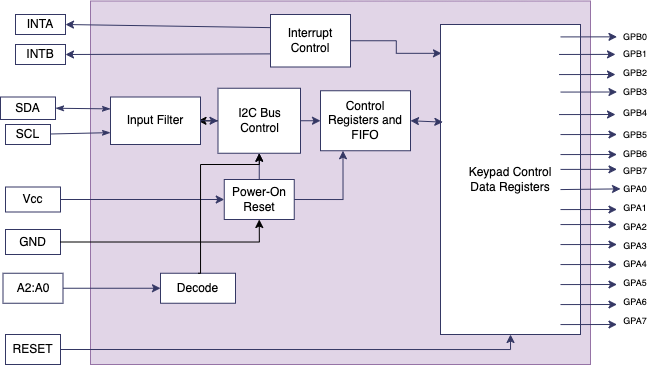 INTA
INTB
Interrupt
Control
SDA
SCL
Input Filter
I2C Bus
Control
Control
Registers and
FIFO
Keypad Control
Data Registers
Vcc
Power-On
Reset
GND
A2:A0
Decode
RESET
GPB0
GPB1
GPB2
GPB3
GPB4
GPB5
GPB6
GPB7
GPA0
GPA1
GPA2
GPA3
GPA4
GPA5
GPA6
GPA7